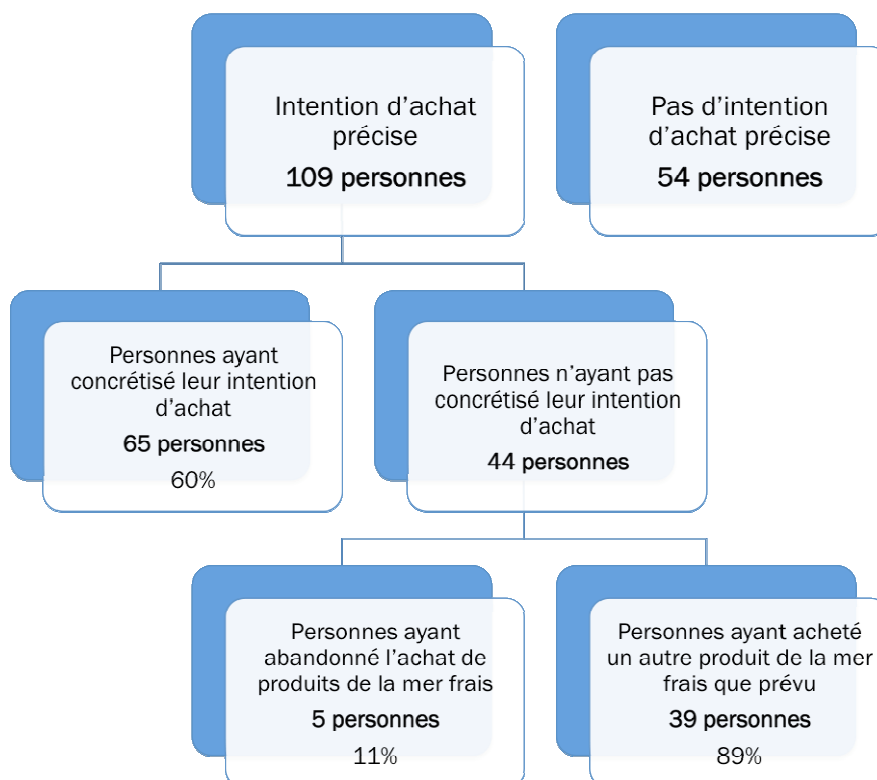 Intention d'achat
précise
109 personnes
Pas d'intention
d'achat précise
54 personnes
Personnes ayant
concrétisé leur intention
d'achat
65 personnes
60%
Personnes n'ayant pas
concrétisé leur intention
d'achat
44 personnes
Personnes ayant
abandonné l'achat de
produits de la mer frais
5 personnes
11%
Personnes ayant acheté
un autre produit de la mer
frais que prévu
39 personnes
89%